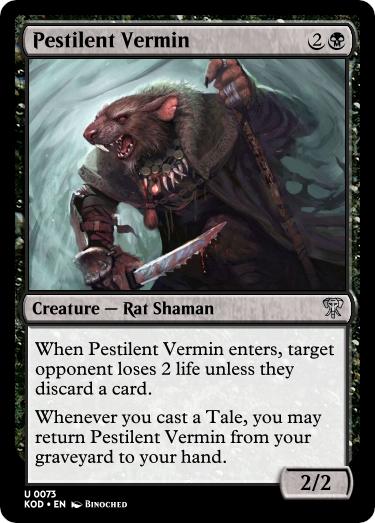 Pestilent Vermin 2
Creature — Rat Shaman
When Pestilent Vermin enters, target
opponent loses 2 life unless they
discard a card.
Whenever you cast a Tale, you may
return Pestilent Vermin from your
graveyard to your hand.
2/2
U 0073
KOD • EN Binoched